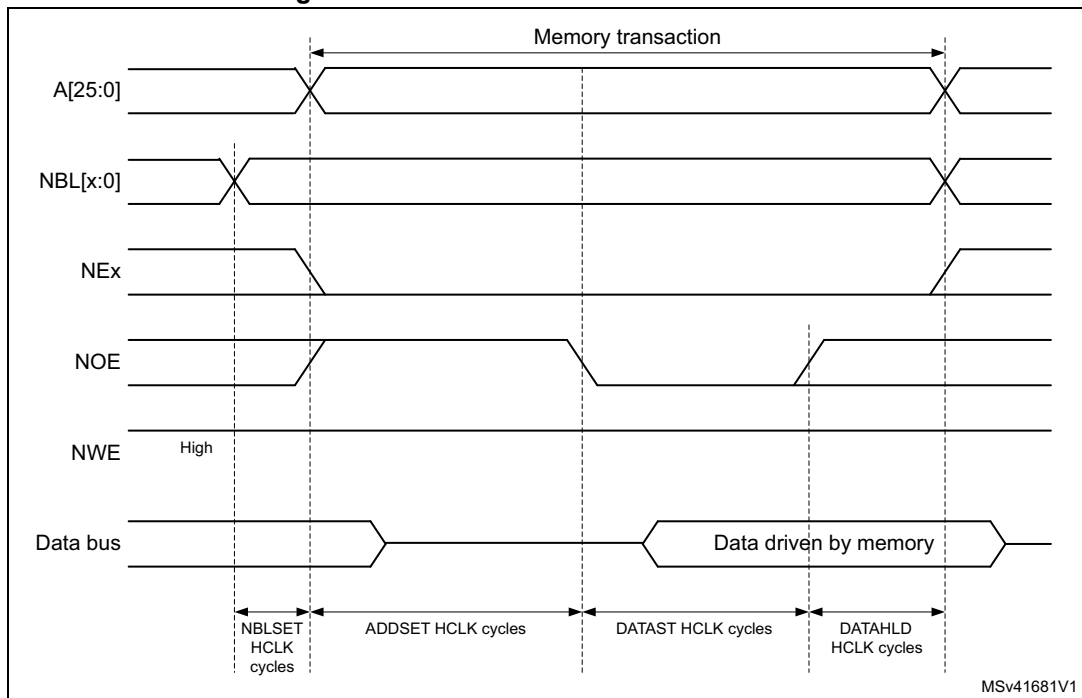 g
Memory transaction
A[25:0]
NBL[x:0]
NEx
NOE
High
NWE
Data bus
Data driven by memory
NBLSET
HCLK
cycles
ADDSET HCLK cycles
DATAST HCLK cycles
DATAHLD
HCLK cycles
MSv41681V1